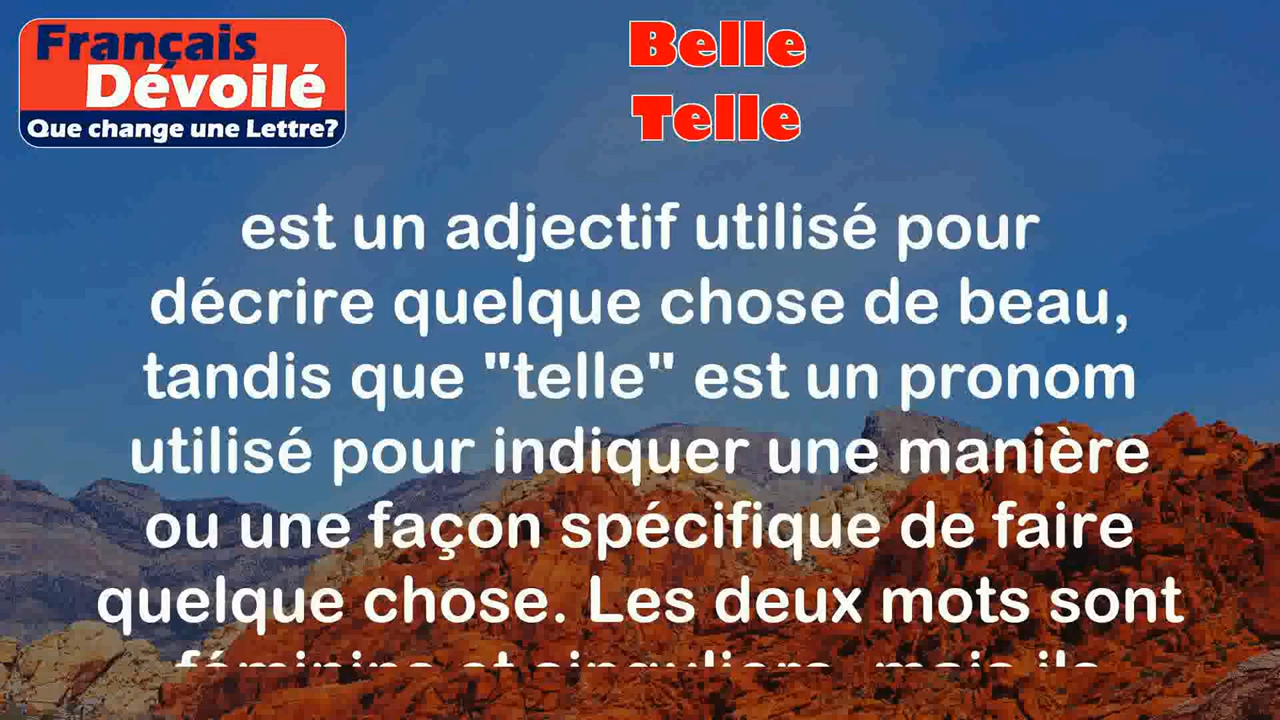 Français
Dévoilé
Que change une Lettre?
Belle
Telle
est un adjectif utilisé pour
décrire quelque chose de beau,
tandis que "telle" est un pronom
utilisé pour indiquer une manière
ou une façon spécifique de faire
quelque chose. Les deux mots sont